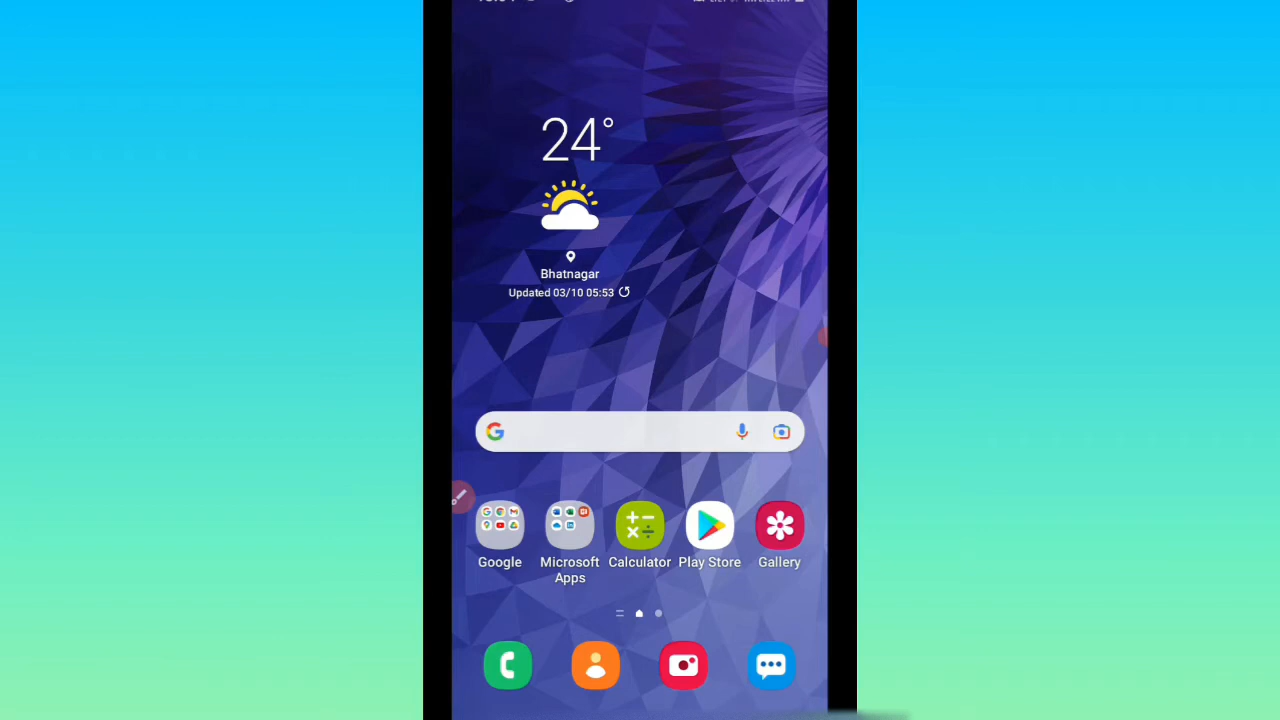 24°
Bhatnagar
Updated 03/10 05:53
Google
Microsoft Apps
Calculator
Play Store
Gallery